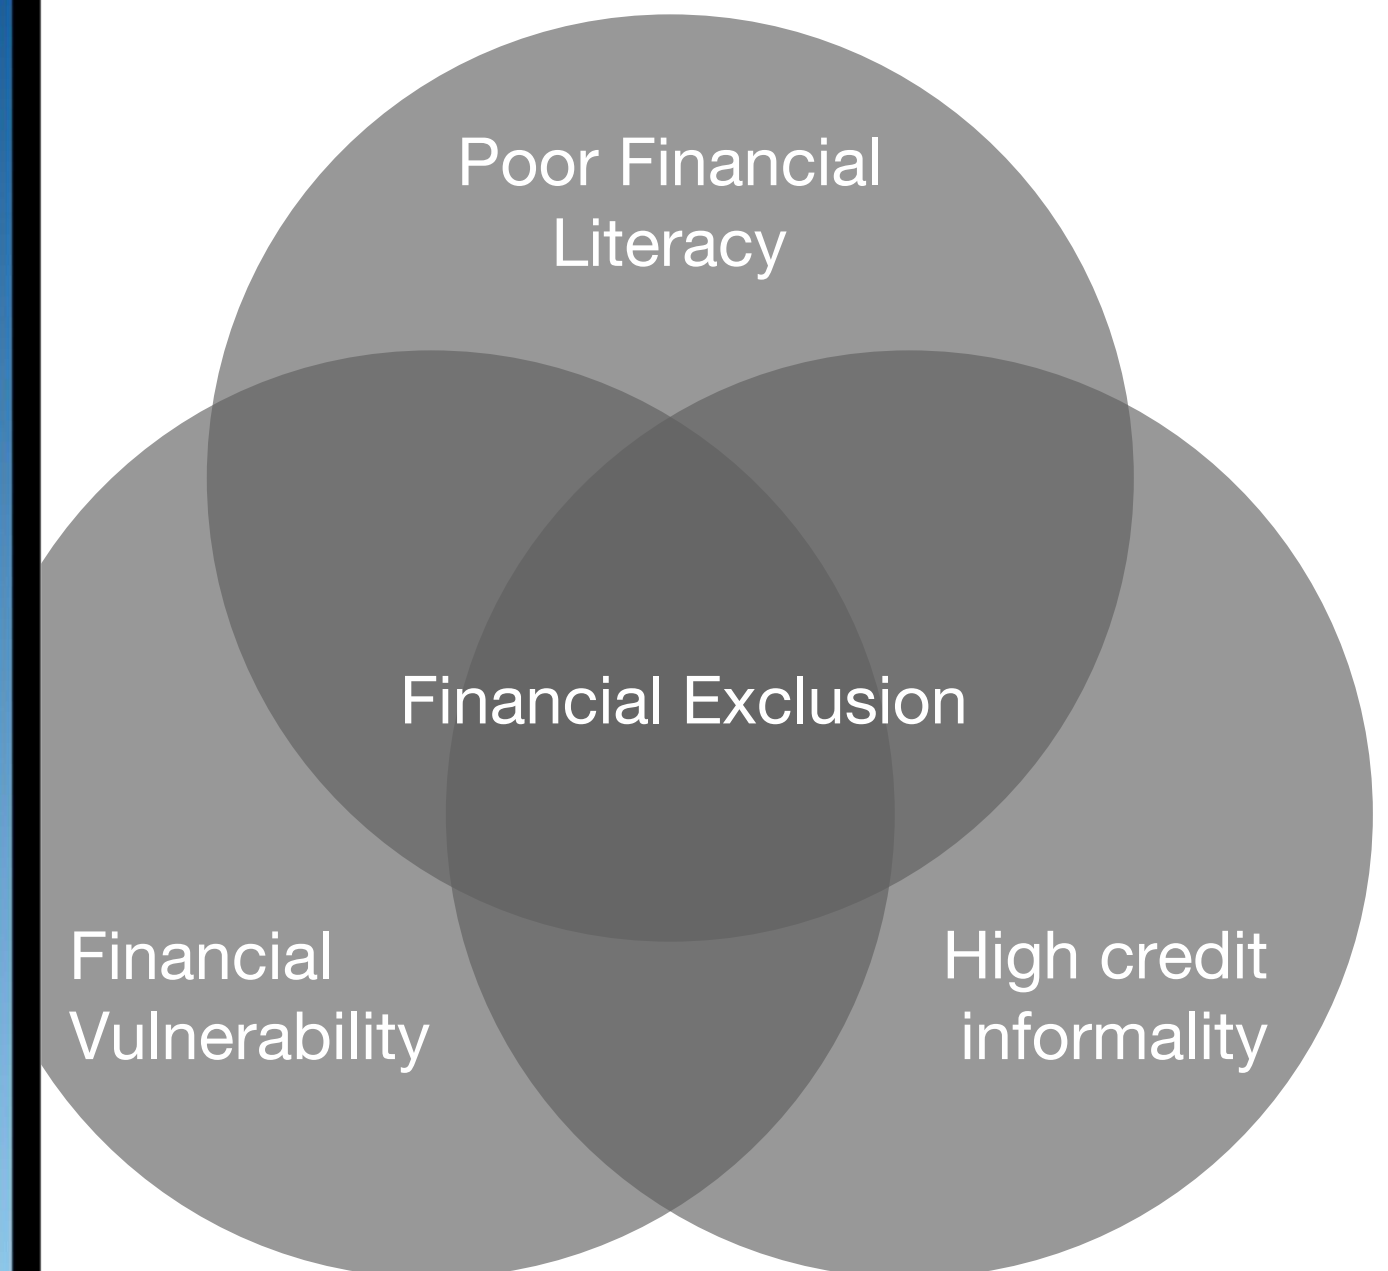 Poor Financial
Literacy
Financial Exclusion
Financial
Vulnerability
High credit
informality